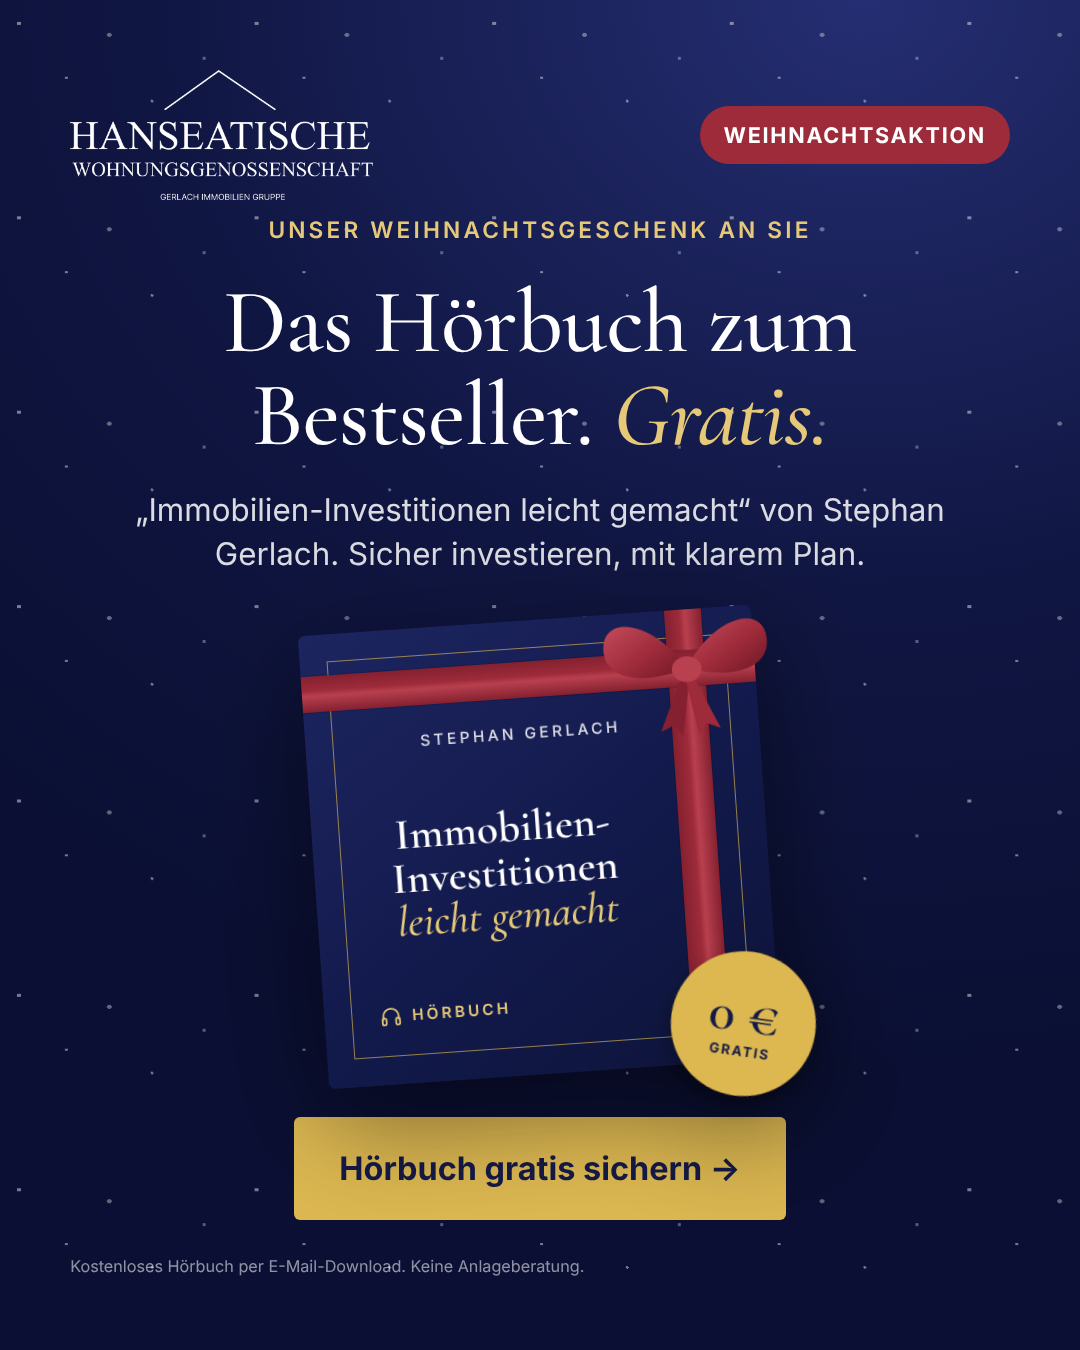 HANSEATISCHE
WOHNUNGSGENOSSENSCHAFT
GERLACH IMMOBILIEN GRUPPE
WEIHNACHTSAKTION
UNSER WEIHNACHTSGESCHENK AN SIE
Das Hörbuch zum
Bestseller. Gratis.
„Immobilien-Investitionen leicht gemacht“ von Stephan
Gerlach. Sicher investieren, mit klarem Plan.
STEPHAN GERLACH
Immobilien-
Investitionen
leicht gemacht
HÖRBUCH
0 €
GRATIS
Hörbuch gratis sichern →
Kostenloses Hörbuch per E-Mail-Download. Keine Anlageberatung.